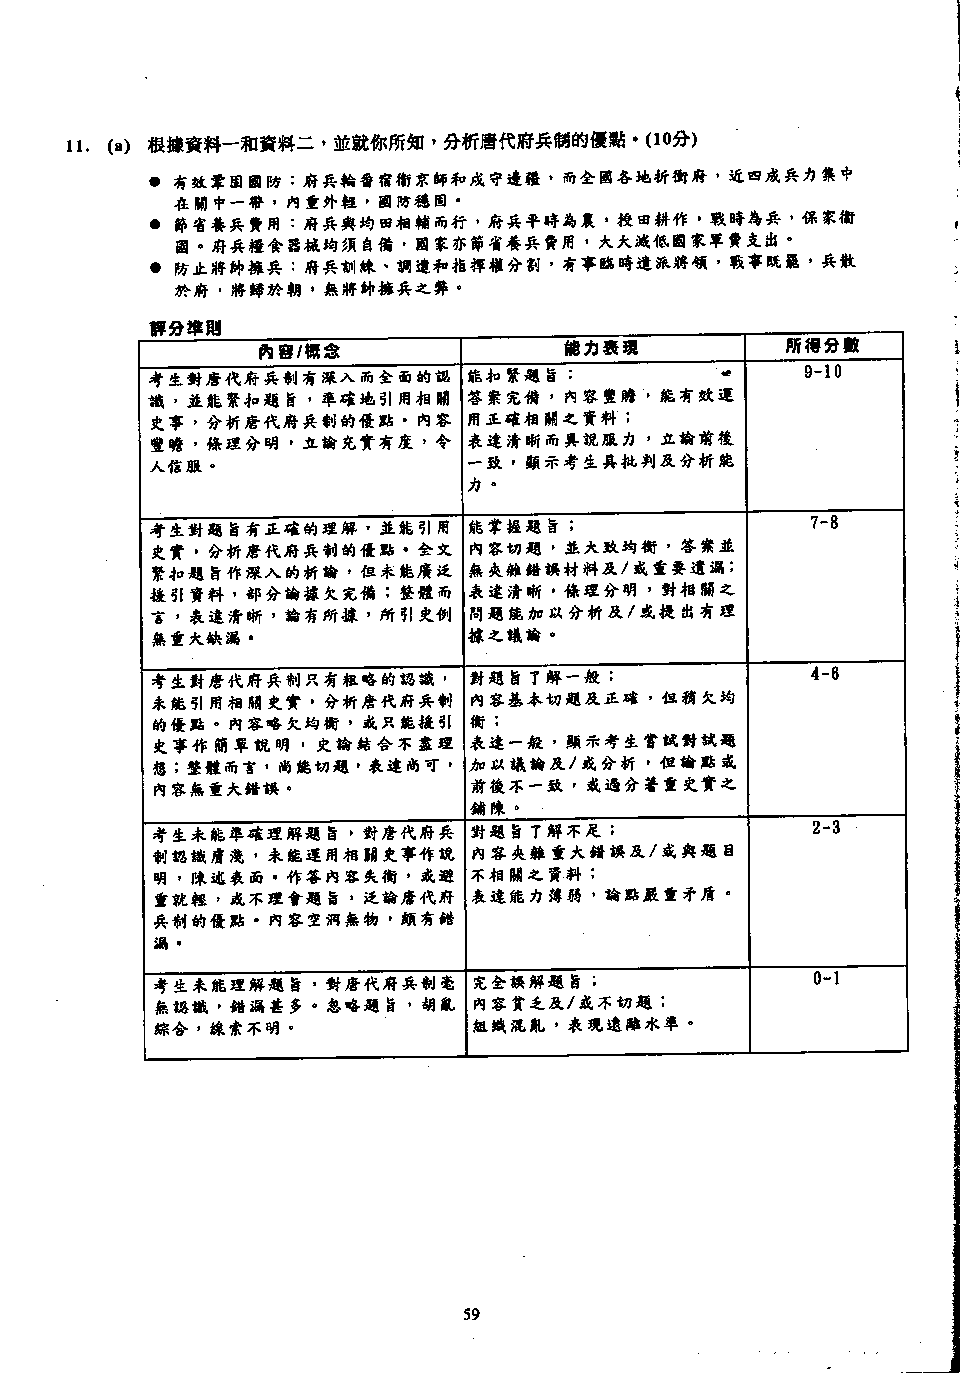 11. (a) 根據資料一和資料二，並就你所知，分析唐代府兵制的優點。(10分)
● 有效鞏固國防：府兵輪番宿衞京師和戍守邊疆，而全國各地折衝府，近四成兵力集中
在關中一帶，內重外輕，國防穩固。
● 節省養兵費用：府兵與均田相輔而行，府兵平時為農，授田耕作，戰時為兵，保家衞
國。府兵糧食器械均須自備，國家亦節省養兵費用，大大減低國家軍費支出。
● 防止將帥擁兵：府兵訓練、調遣和指揮權分割，有事臨時遣派將領，戰事既罷，兵散
於府，將歸於朝，無將帥擁兵之弊。
評分準則
內容/概念 能力表現 所得分數
考生對唐代府兵制有深入而全面的認
識，並能緊扣題旨，準確地引用相關
史事，分析唐代府兵制的優點。內容
豐贍，條理分明，立論充實有度，令
人信服。
能扣緊題旨；
答案完備，內容豐贍，能有效運
用正確相關之資料；
表達清晰而具說服力，立論前後
一致，顯示考生具批判及分析能
力。
9-10
考生對題旨有正確的理解，並能引用
史實，分析唐代府兵制的優點。全文
緊扣題旨作深入的析論，但未能廣泛
援引資料，部分論據欠完備；整體而
言，表達清晰，論有所據，所引史例
無重大缺漏。
能掌握題旨；
內容切題，並大致均衡，答案並
無夾雜錯誤材料及/或重要遺漏；
表達清晰，條理分明，對相關之
問題能加以分析及/或提出有理
據之議論。
7-8
考生對唐代府兵制只有粗略的認識，
未能引用相關史實，分析唐代府兵制
的優點。內容略欠均衡，或只能援引
史事作簡單說明，史論結合不盡理
想；整體而言，尚能切題，表達尚可，
內容無重大錯誤。
對題旨了解一般；
內容基本切題及正確，但稍欠均
衡；
表達一般，顯示考生嘗試對試題
加以議論及/或分析，但論點或
前後不一致，或過分著重史實之
鋪陳。
4-6
考生未能準確理解題旨，對唐代府兵
制認識膚淺，未能運用相關史事作說
明，陳述表面。作答內容失衡，或避
重就輕，或不理會題旨，泛論唐代府
兵制的優點。內容空洞無物，頗有錯
漏。
對題旨了解不足；
內容夾雜重大錯誤及/或與題目
不相關之資料；
表達能力薄弱，論點嚴重矛盾。
2-3
考生未能理解題旨，對唐代府兵制毫
無認識，錯漏甚多。忽略題旨，胡亂
綜合，線索不明。
完全誤解題旨；
內容貧乏及/或不切題；
組織混亂，表現遠離水準。
0-1
59